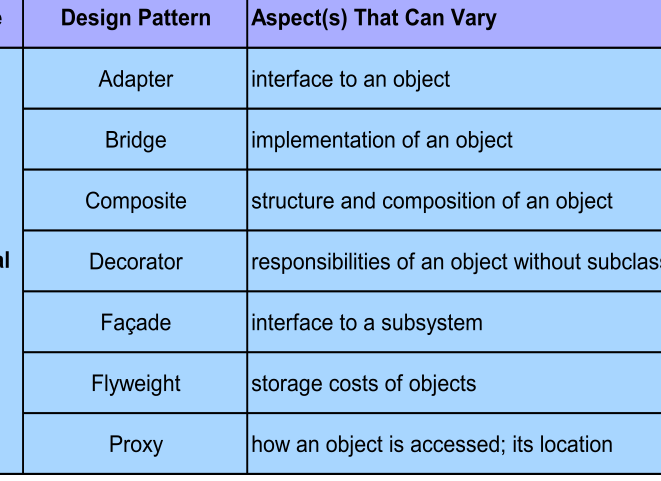 e Design Pattern Aspect(s) That Can Vary
Adapter interface to an object
Bridge implementation of an object
Composite structure and composition of an object
al Decorator responsibilities of an object without subclas
Façade interface to a subsystem
Flyweight storage costs of objects
Proxy how an object is accessed; its location